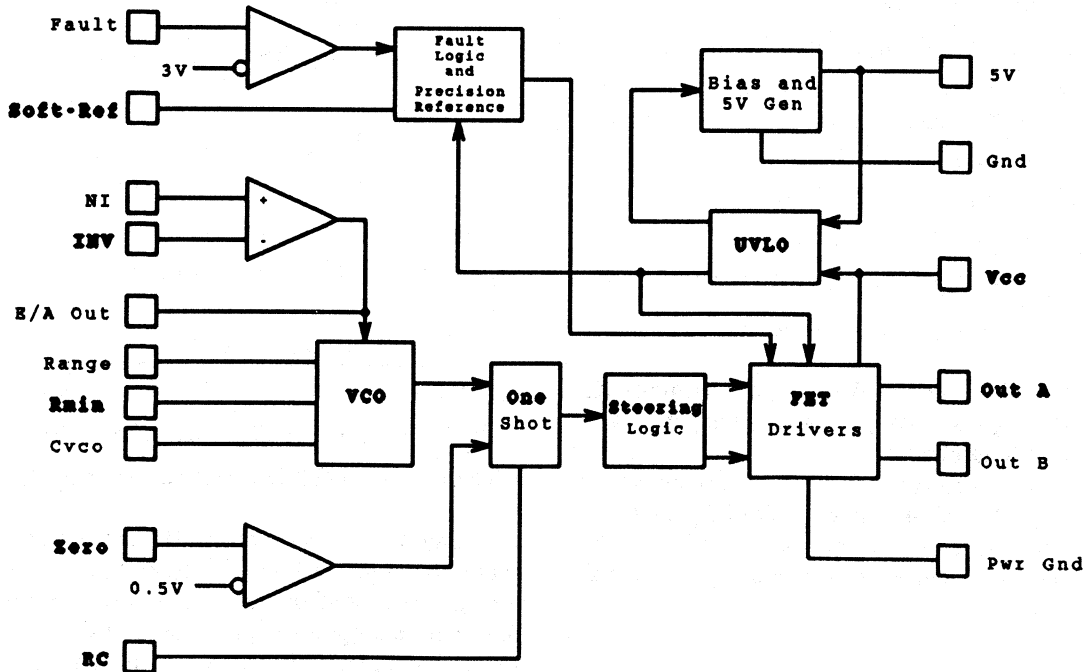 Fault
3V
Soft-Ref
Fault
Logic
and
Precision
Reference
Bias and
5V Gen
5V
Gnd
NI
+
INV
-
UVLO
Vcc
E/A Out
Range
Rmin
Cvco
VCO
One
Shot
Steering
Logic
FET
Drivers
Out A
Out B
Zero
0.5V
Pwr Gnd
RC